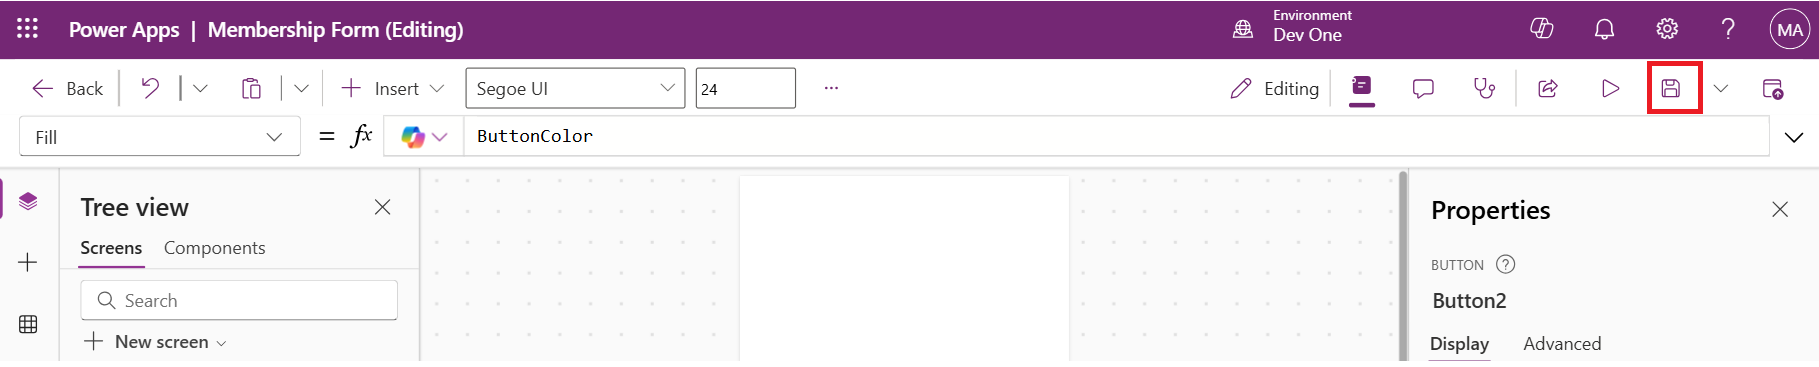 Power Apps | Membership Form (Editing)
Environment
Dev One
MA
Back
Insert
Segoe UI
24
...
Editing
Fill
= fx
ButtonColor
Tree view
Screens
Components
Search
New screen
Properties
BUTTON
Button2
Display
Advanced